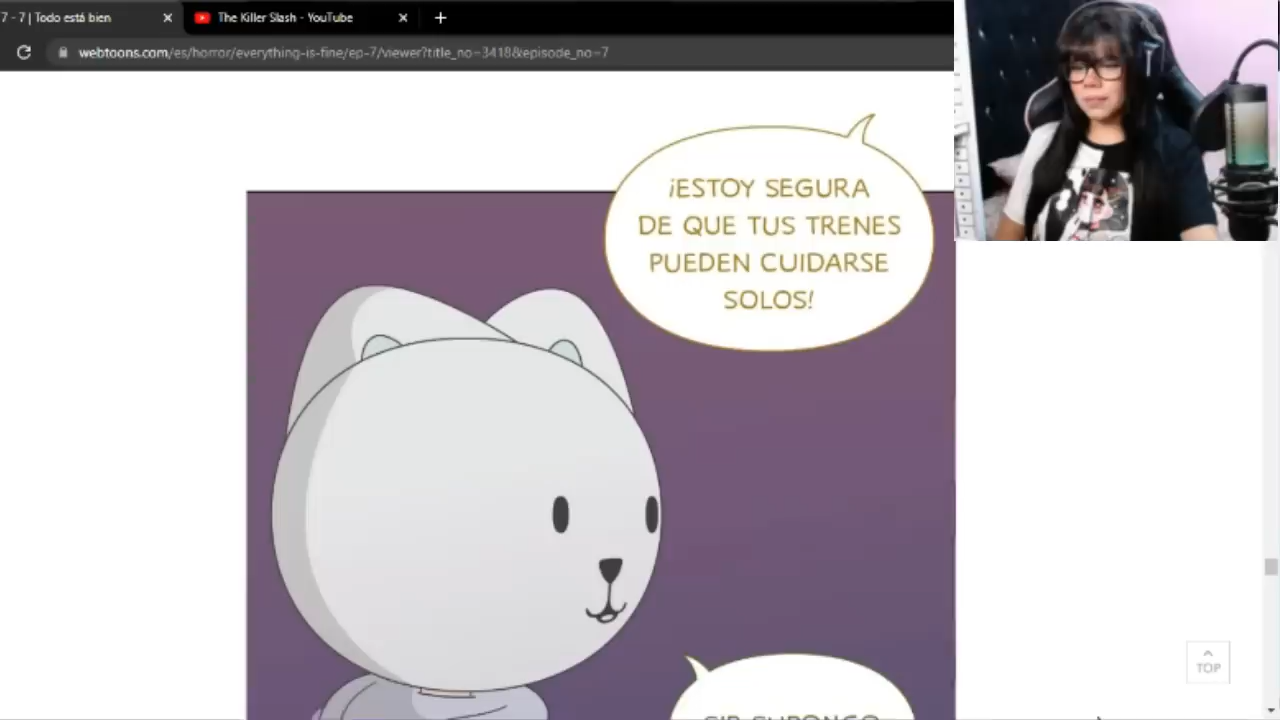 7 - 7 | Todo está bien
The Killer Slash - YouTube
webtoons.com/es/horror/everything-is-fine/ep-7/viewer?title_no=3418&episode_no=7
¡ESTOY SEGURA
DE QUE TUS TRENES
PUEDEN CUIDARSE
SOLOS!
TOP